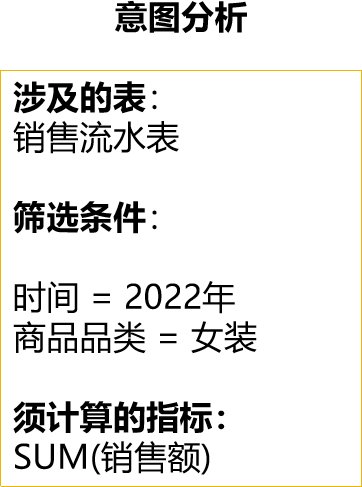 意图分析
涉及的表：
销售流水表
筛选条件：
时间 = 2022年
商品品类 = 女装
须计算的指标：
SUM(销售额)